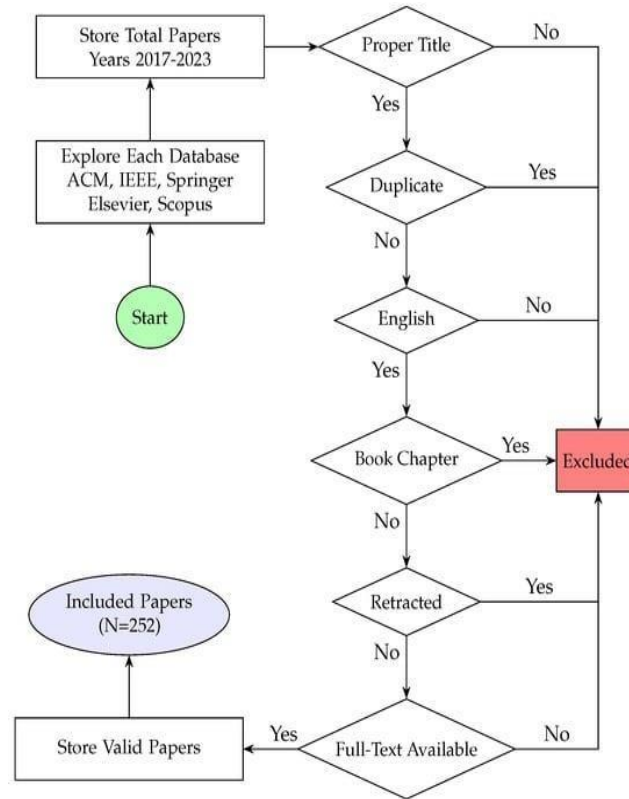 Store Total Papers
Years 2017-2023
Proper Title
No
Yes
Explore Each Database
ACM, IEEE, Springer
Elsevier, Scopus
Duplicate
Yes
No
Start
English
No
Yes
Book Chapter
Yes
Excluded
No
Included Papers
(N=252)
Retracted
Yes
No
Store Valid Papers
Yes
Full-Text Available
No